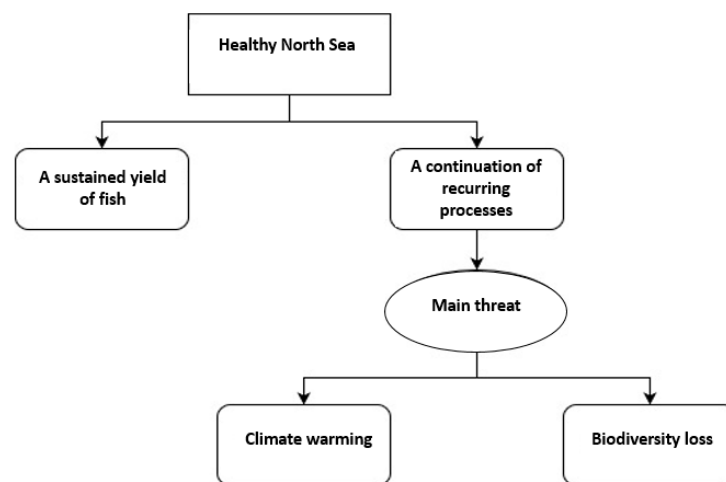 Healthy North Sea
A sustained yield
of fish
A continuation of
recurring
processes
Main threat
Climate warming
Biodiversity loss